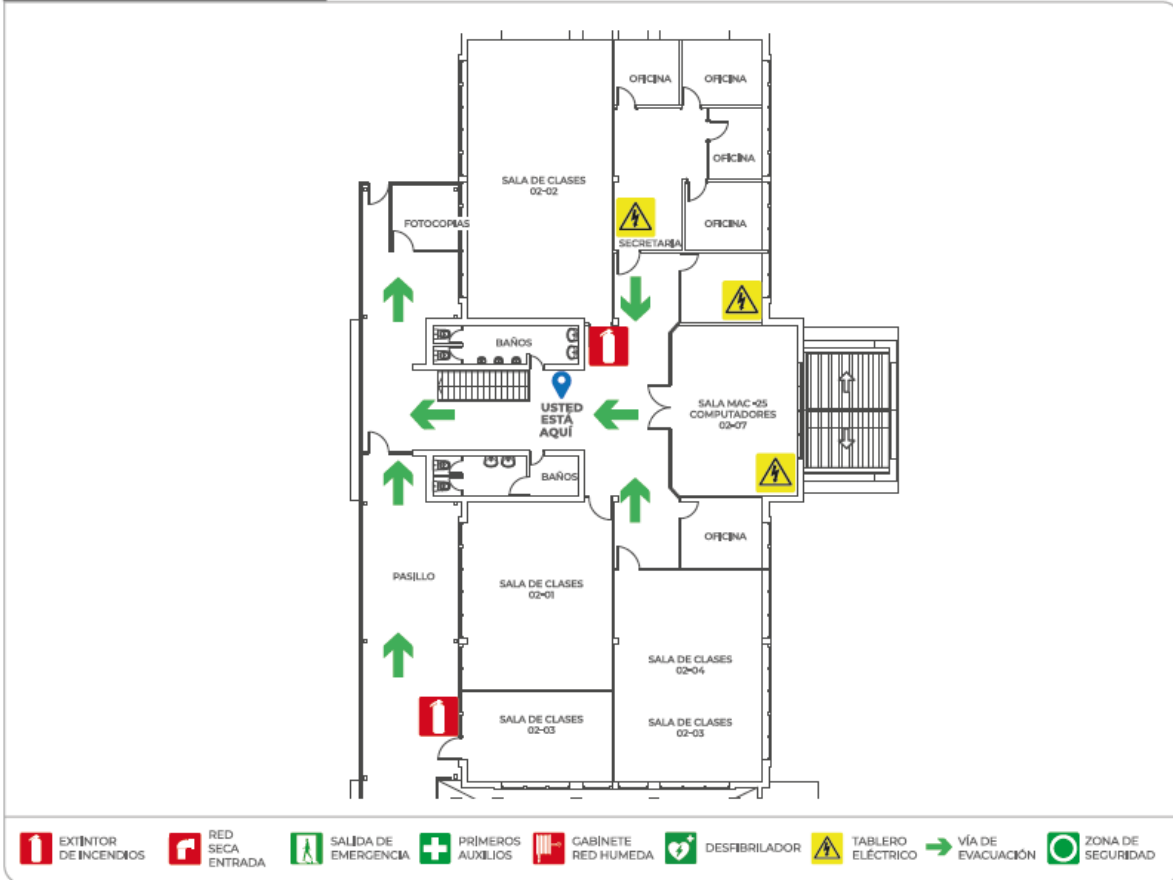 OFICINA
OFICINA
OFICINA
SALA DE CLASES
02-02
FOTOCOPIAS
OFICINA
SECRETARIA
BAÑOS
USTED
ESTÁ
AQUÍ
SALA MAC -25
COMPUTADORES
02-07
BAÑOS
OFICINA
PASILLO
SALA DE CLASES
02-01
SALA DE CLASES
02-04
SALA DE CLASES
02-03
SALA DE CLASES
02-03
EXTINTOR
DE INCENDIOS
RED
SECA
ENTRADA
SALIDA DE
EMERGENCIA
PRIMEROS
AUXILIOS
GABINETE
RED HUMEDA
DESFIBRILADOR
TABLERO
ELÉCTRICO
VÍA DE
EVACUACIÓN
ZONA DE
SEGURIDAD